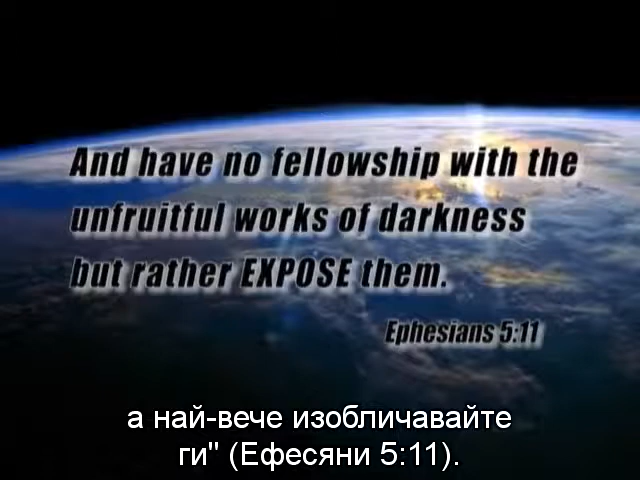 And have no fellowship with the
unfruitful works of darkness
but rather EXPOSE them.
Ephesians 5:11
а най-вече изобличавайте
ги" (Ефесяни 5:11).